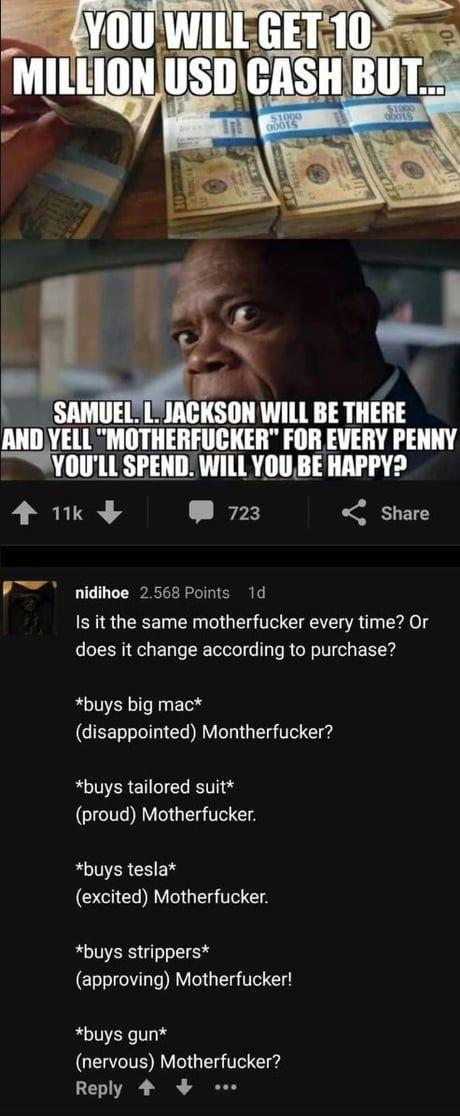 YOU WILL GET 10
MILLION USD CASH BUT...
$1000
$1000
SAMUEL. L. JACKSON WILL BE THERE
AND YELL "MOTHERFUCKER" FOR EVERY PENNY
YOU'LL SPEND. WILL YOU BE HAPPY?
11k 723 Share
nidihoe 2.568 Points 1d
Is it the same motherfucker every time? Or
does it change according to purchase?
*buys big mac*
(disappointed) Montherfucker?
*buys tailored suit*
(proud) Motherfucker.
*buys tesla*
(excited) Motherfucker.
*buys strippers*
(approving) Motherfucker!
*buys gun*
(nervous) Motherfucker?
Reply